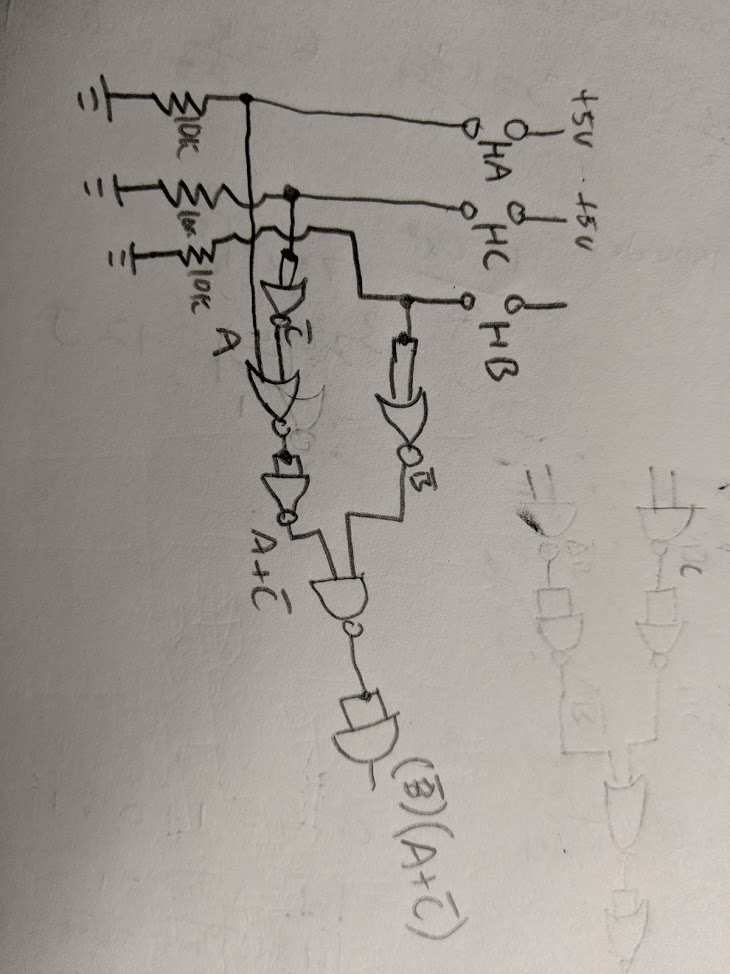 +5V
HA
10K
+5V
HC
10K
HB
10K
C̅
A
B̅
A+C̅
(B̅)(A+C̅)